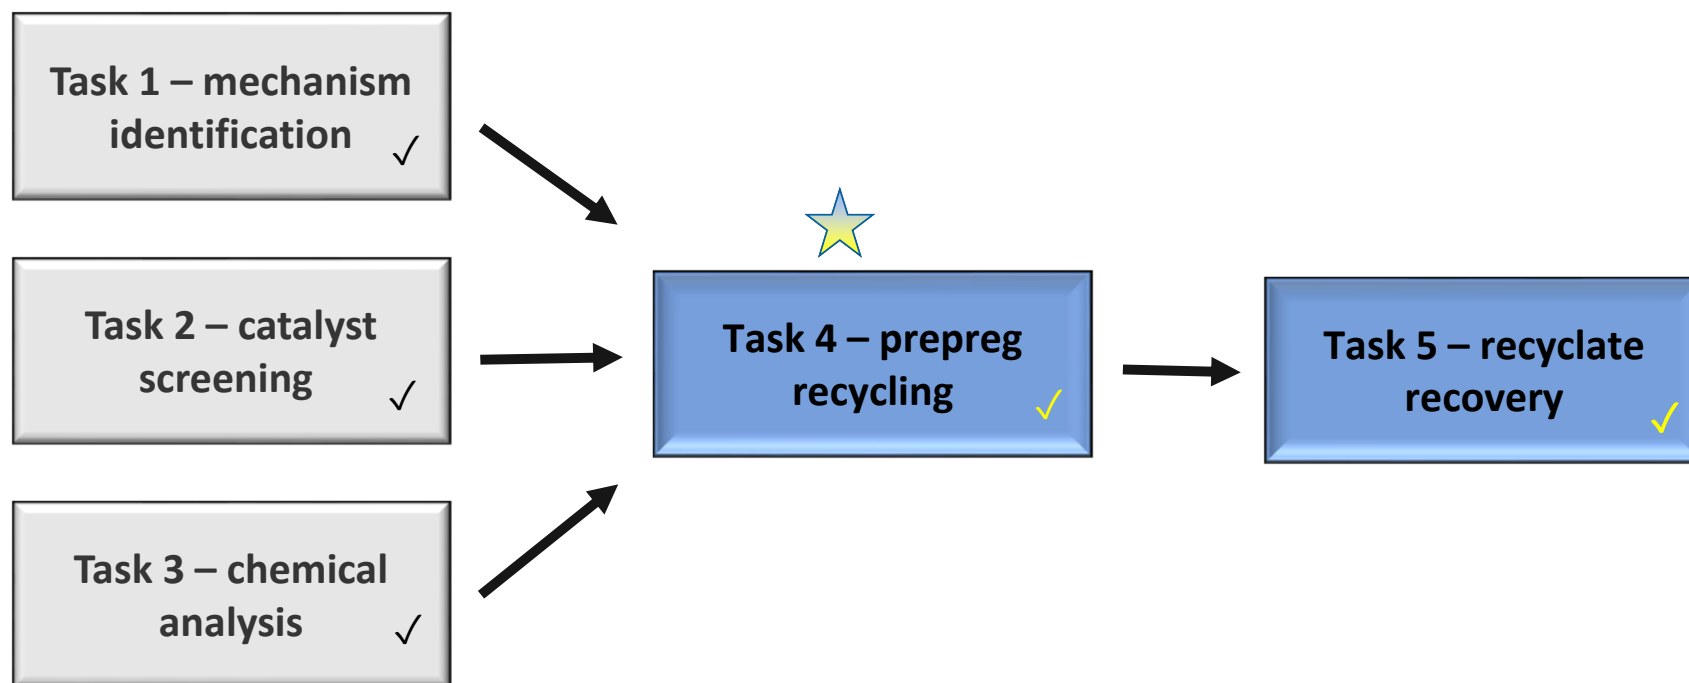 Task 1 – mechanism
identification
✓
Task 2 – catalyst
screening
✓
Task 3 – chemical
analysis
✓
Task 4 – prepreg
recycling
✓
Task 5 – recyclate
recovery
✓